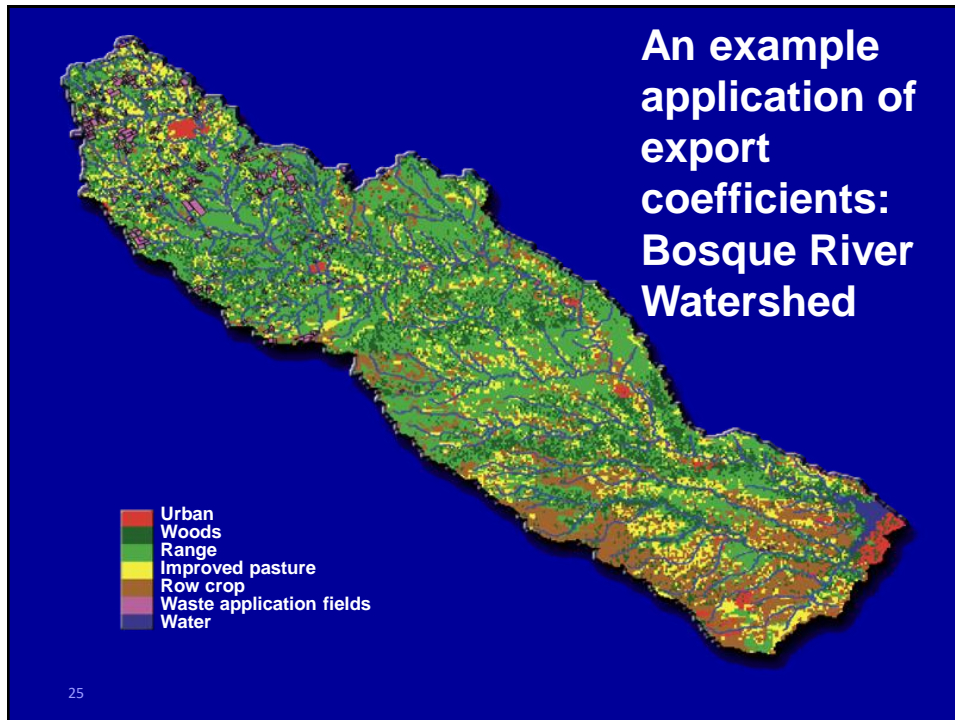 An example
application of
export
coefficients:
Bosque River
Watershed
Urban
Woods
Range
Improved pasture
Row crop
Waste application fields
Water
25